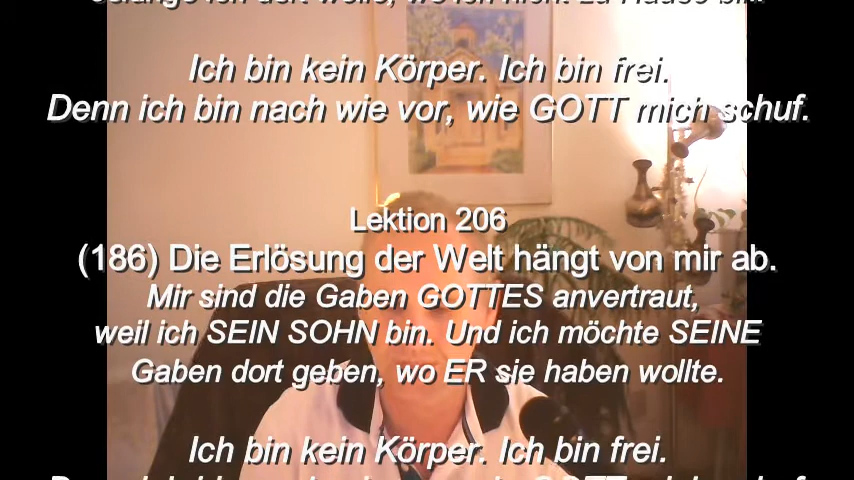 Ich bin kein Körper. Ich bin frei.
Denn ich bin nach wie vor, wie GOTT mich schuf.
Lektion 206
(186) Die Erlösung der Welt hängt von mir ab.
Mir sind die Gaben GOTTES anvertraut,
weil ich SEIN SOHN bin. Und ich möchte SEINE
Gaben dort geben, wo ER sie haben wollte.
Ich bin kein Körper. Ich bin frei.